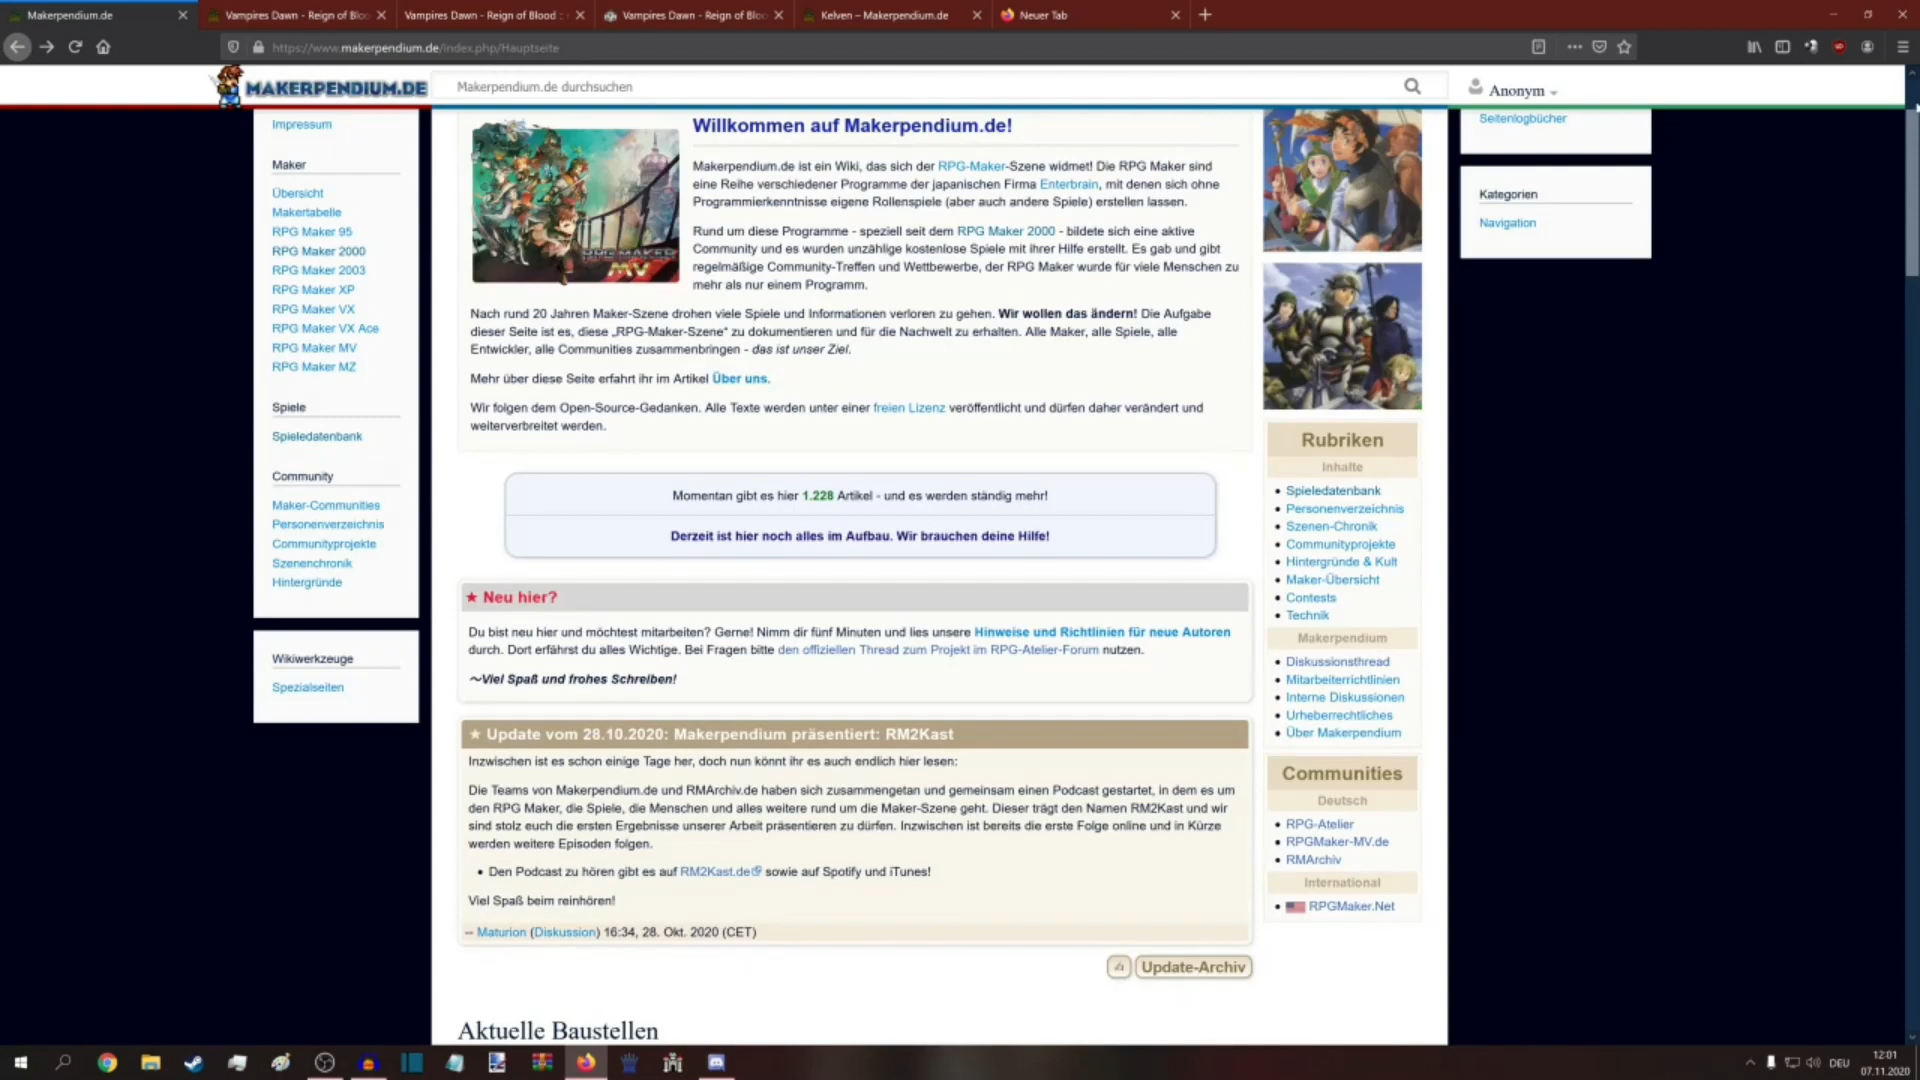 Makerpendium.de
Vampires Dawn - Reign of Bloo
Vampires Dawn - Reign of Blood ::
Vampires Dawn - Reign of Bloo
Kelven – Makerpendium.de
Neuer Tab
https://www.makerpendium.de/index.php/Hauptseite
MAKERPENDIUM.DE
Makerpendium.de durchsuchen
Anonym
Impressum
Maker
Übersicht
Makertabelle
RPG Maker 95
RPG Maker 2000
RPG Maker 2003
RPG Maker XP
RPG Maker VX
RPG Maker VX Ace
RPG Maker MV
RPG Maker MZ
Spiele
Spieledatenbank
Community
Maker-Communities
Personenverzeichnis
Communityprojekte
Szenenchronik
Hintergründe
Wikiwerkzeuge
Spezialseiten
RPG MAKER
MV
Willkommen auf Makerpendium.de!
Makerpendium.de ist ein Wiki, das sich der RPG-Maker-Szene widmet! Die RPG Maker sind
eine Reihe verschiedener Programme der japanischen Firma Enterbrain, mit denen sich ohne
Programmierkenntnisse eigene Rollenspiele (aber auch andere Spiele) erstellen lassen.
Rund um diese Programme - speziell seit dem RPG Maker 2000 - bildete sich eine aktive
Community und es wurden unzählige kostenlose Spiele mit ihrer Hilfe erstellt. Es gab und gibt
regelmäßige Community-Treffen und Wettbewerbe, der RPG Maker wurde für viele Menschen zu
mehr als nur einem Programm.
Nach rund 20 Jahren Maker-Szene drohen viele Spiele und Informationen verloren zu gehen. Wir wollen das ändern! Die Aufgabe
dieser Seite ist es, diese „RPG-Maker-Szene“ zu dokumentieren und für die Nachwelt zu erhalten. Alle Maker, alle Spiele, alle
Entwickler, alle Communities zusammenbringen - das ist unser Ziel.
Mehr über diese Seite erfahrt ihr im Artikel Über uns.
Wir folgen dem Open-Source-Gedanken. Alle Texte werden unter einer freien Lizenz veröffentlicht und dürfen daher verändert und
weiterverbreitet werden.
Momentan gibt es hier 1.228 Artikel - und es werden ständig mehr!
Derzeit ist hier noch alles im Aufbau. Wir brauchen deine Hilfe!
★ Neu hier?
Du bist neu hier und möchtest mitarbeiten? Gerne! Nimm dir fünf Minuten und lies unsere Hinweise und Richtlinien für neue Autoren
durch. Dort erfährst du alles Wichtige. Bei Fragen bitte den offiziellen Thread zum Projekt im RPG-Atelier-Forum nutzen.
~Viel Spaß und frohes Schreiben!
★ Update vom 28.10.2020: Makerpendium präsentiert: RM2Kast
Inzwischen ist es schon einige Tage her, doch nun könnt ihr es auch endlich hier lesen:
Die Teams von Makerpendium.de und RMArchiv.de haben sich zusammengetan und gemeinsam einen Podcast gestartet, in dem es um
den RPG Maker, die Spiele, die Menschen und alles weitere rund um die Maker-Szene geht. Dieser trägt den Namen RM2Kast und wir
sind stolz euch die ersten Ergebnisse unserer Arbeit präsentieren zu dürfen. Inzwischen ist bereits die erste Folge online und in Kürze
werden weitere Episoden folgen.
• Den Podcast zu hören gibt es auf RM2Kast.de sowie auf Spotify und iTunes!
Viel Spaß beim reinhören!
-- Maturion (Diskussion) 16:34, 28. Okt. 2020 (CET)
Update-Archiv
Aktuelle Baustellen
Rubriken
Inhalte
• Spieledatenbank
• Personenverzeichnis
• Szenen-Chronik
• Communityprojekte
• Hintergründe & Kult
• Maker-Übersicht
• Contests
• Technik
Makerpendium
• Diskussionsthread
• Mitarbeiterrichtlinien
• Interne Diskussionen
• Urheberrechtliches
• Über Makerpendium
Communities
Deutsch
• RPG-Atelier
• RPGMaker-MV.de
• RMArchiv
International
• RPGMaker.Net
Seitenlogbücher
Kategorien
Navigation
DEU
12:01
07.11.2020